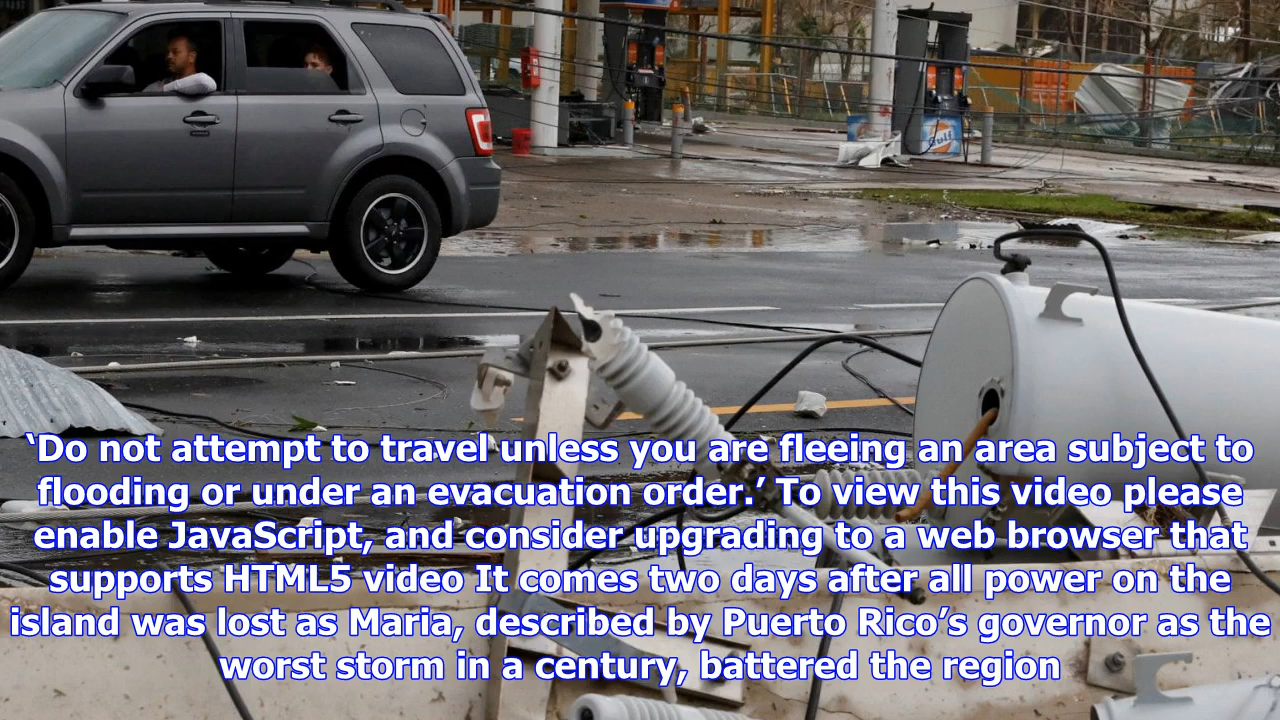 Gulf
‘Do not attempt to travel unless you are fleeing an area subject to
flooding or under an evacuation order.’ To view this video please
enable JavaScript, and consider upgrading to a web browser that
supports HTML5 video It comes two days after all power on the
island was lost as Maria, described by Puerto Rico’s governor as the
worst storm in a century, battered the region